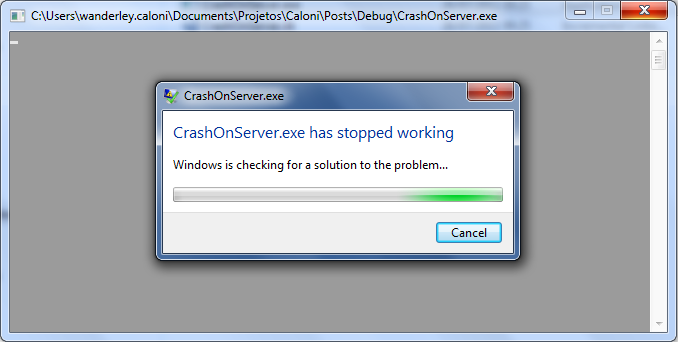 C:\Users\wanderley.caloni\Documents\Projetos\Caloni\Posts\Debug\CrashOnServer.exe
CrashOnServer.exe
CrashOnServer.exe has stopped working
Windows is checking for a solution to the problem...
Cancel